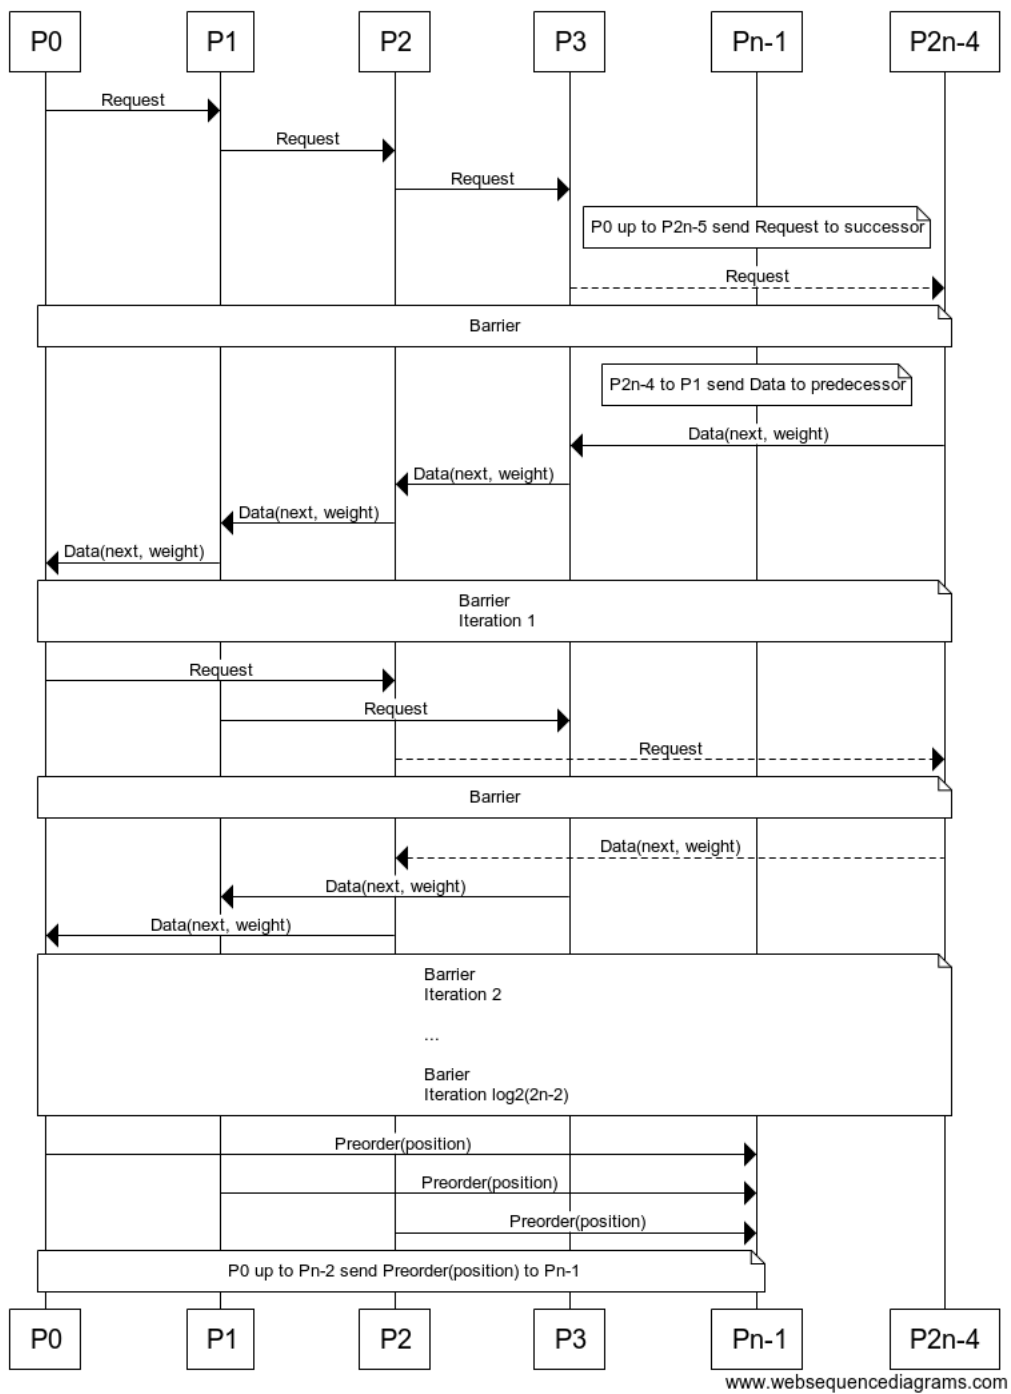 P0 P1 P2 P3 Pn-1 P2n-4
Request
Request
Request
P0 up to P2n-5 send Request to successor
Request
Barrier
P2n-4 to P1 send Data to predecessor
Data(next, weight)
Data(next, weight)
Data(next, weight)
Data(next, weight)
Barrier
Iteration 1
Request
Request
Request
Barrier
Data(next, weight)
Data(next, weight)
Data(next, weight)
Barrier
Iteration 2
...
Barier
Iteration log2(2n-2)
Preorder(position)
Preorder(position)
Preorder(position)
P0 up to Pn-2 send Preorder(position) to Pn-1
P0 P1 P2 P3 Pn-1 P2n-4
www.websequencediagrams.com